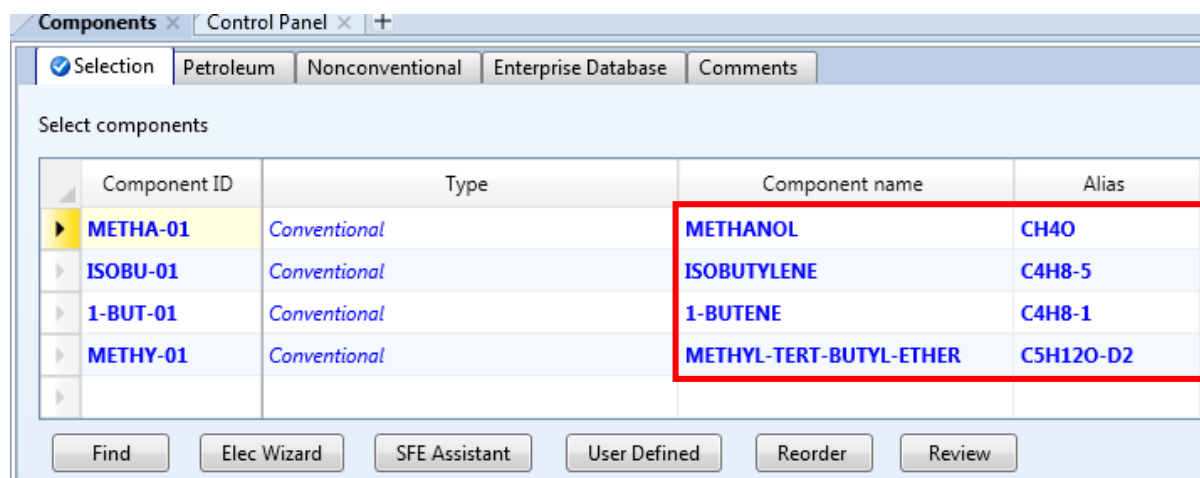 Components × Control Panel × +
Selection Petroleum Nonconventional Enterprise Database Comments
Select components
Component ID Type Component name Alias
METHA-01 Conventional METHANOL CH4O
ISOBU-01 Conventional ISOBUTYLENE C4H8-5
1-BUT-01 Conventional 1-BUTENE C4H8-1
METHY-01 Conventional METHYL-TERT-BUTYL-ETHER C5H12O-D2
Find Elec Wizard SFE Assistant User Defined Reorder Review